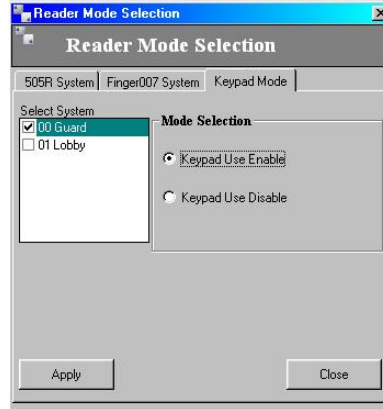 Reader Mode Selection
Reader Mode Selection
505R System Finger007 System Keypad Mode
Select System
00 Guard
01 Lobby
Mode Selection
Keypad Use Enable
Keypad Use Disable
Apply Close